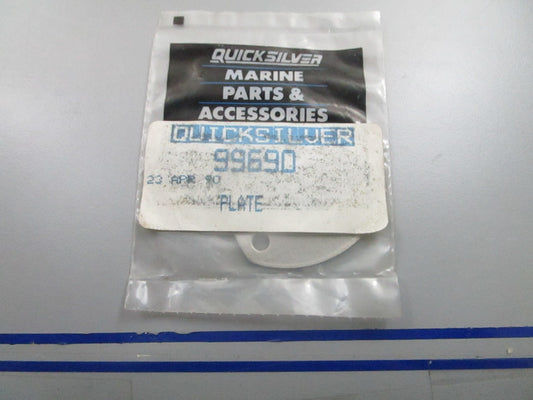 QUICKSILVER
MARINE
PARTS &
ACCESSORIES
QUICKSILVER
99690
23 APR 90
PLATE